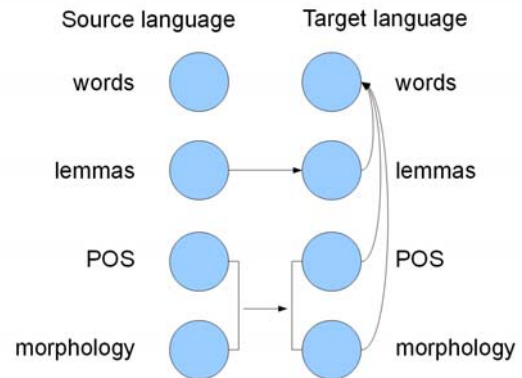 Source language Target language
words words
lemmas lemmas
POS POS
morphology morphology